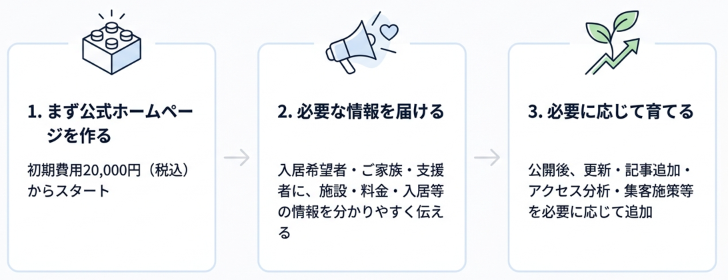 1. まず公式ホームペー
ジを作る
初期費用20,000円（税込）
からスタート
2. 必要な情報を届ける
入居希望者・ご家族・支援
者に、施設・料金・入居等
の情報を分かりやすく伝え
る
3. 必要に応じて育てる
公開後、更新・記事追加・
アクセス分析・集客施策等
を必要に応じて追加